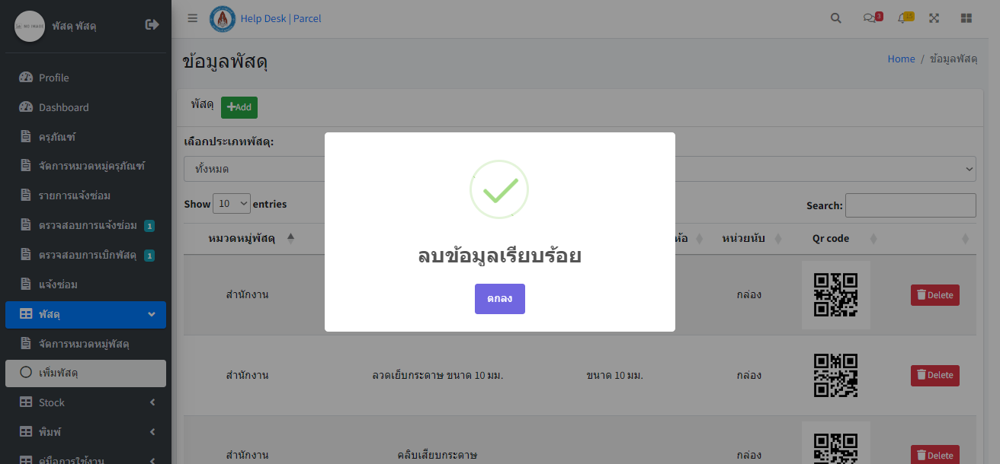 พัสดุ พัสดุ
Help Desk | Parcel
3
15
ข้อมูลพัสดุ
Home / ข้อมูลพัสดุ
Profile
Dashboard
ครุภัณฑ์
จัดการหมวดหมู่ครุภัณฑ์
รายการแจ้งซ่อม
ตรวจสอบการแจ้งซ่อม 1
ตรวจสอบการเบิกพัสดุ 1
แจ้งซ่อม
พัสดุ
จัดการหมวดหมู่พัสดุ
เพิ่มพัสดุ
Stock
พิมพ์
คู่มือการใช้งาน
พัสดุ Add
เลือกประเภทพัสดุ:
ทั้งหมด
Show 10 entries
Search:
หมวดหมู่พัสดุ ห้อ หน่วยนับ Qr code
สำนักงาน กล่อง Delete
สำนักงาน ลวดเย็บกระดาษ ขนาด 10 มม. ขนาด 10 มม. กล่อง Delete
สำนักงาน คลิบเสียบกระดาษ กล่อง Delete
ลบข้อมูลเรียบร้อย
ตกลง